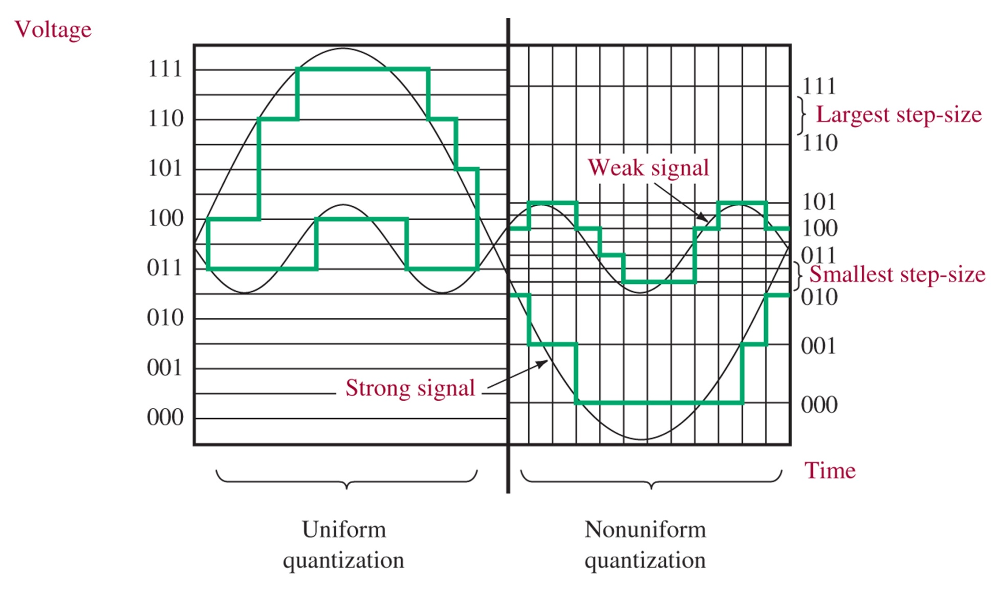 Voltage
111
110
101
100
011
010
001
000
111
Largest step-size
110
Weak signal
101
100
011
Smallest step-size
010
001
Strong signal
000
Time
Uniform
quantization
Nonuniform
quantization